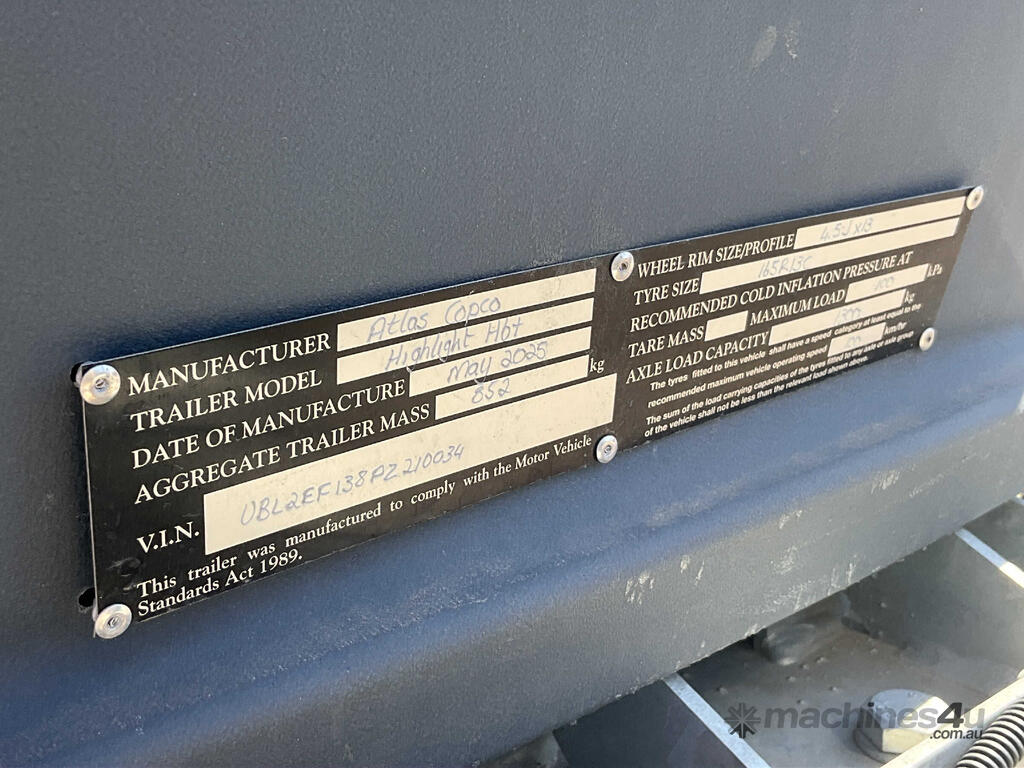 MANUFACTURER Atlas Copco
TRAILER MODEL Highlight H6+
DATE OF MANUFACTURE May 2025
AGGREGATE TRAILER MASS 852 kg
V.I.N. UBL2EF138PZ210034
This trailer was manufactured to comply with the Motor Vehicle
Standards Act 1989.
WHEEL RIM SIZE/PROFILE 4.5Jx13
TYRE SIZE 165R13C
RECOMMENDED COLD INFLATION PRESSURE AT
MAXIMUM LOAD kPa
TARE MASS kg
AXLE LOAD CAPACITY 1300
The tyres fitted to this vehicle shall have a speed category at least equal to the
recommended maximum vehicle operating speed km/hr
The sum of the load carrying capacities of the tyres fitted to any axle or axle group
of the vehicle shall not be less than the relevant load shown above.
machines4u
.com.au